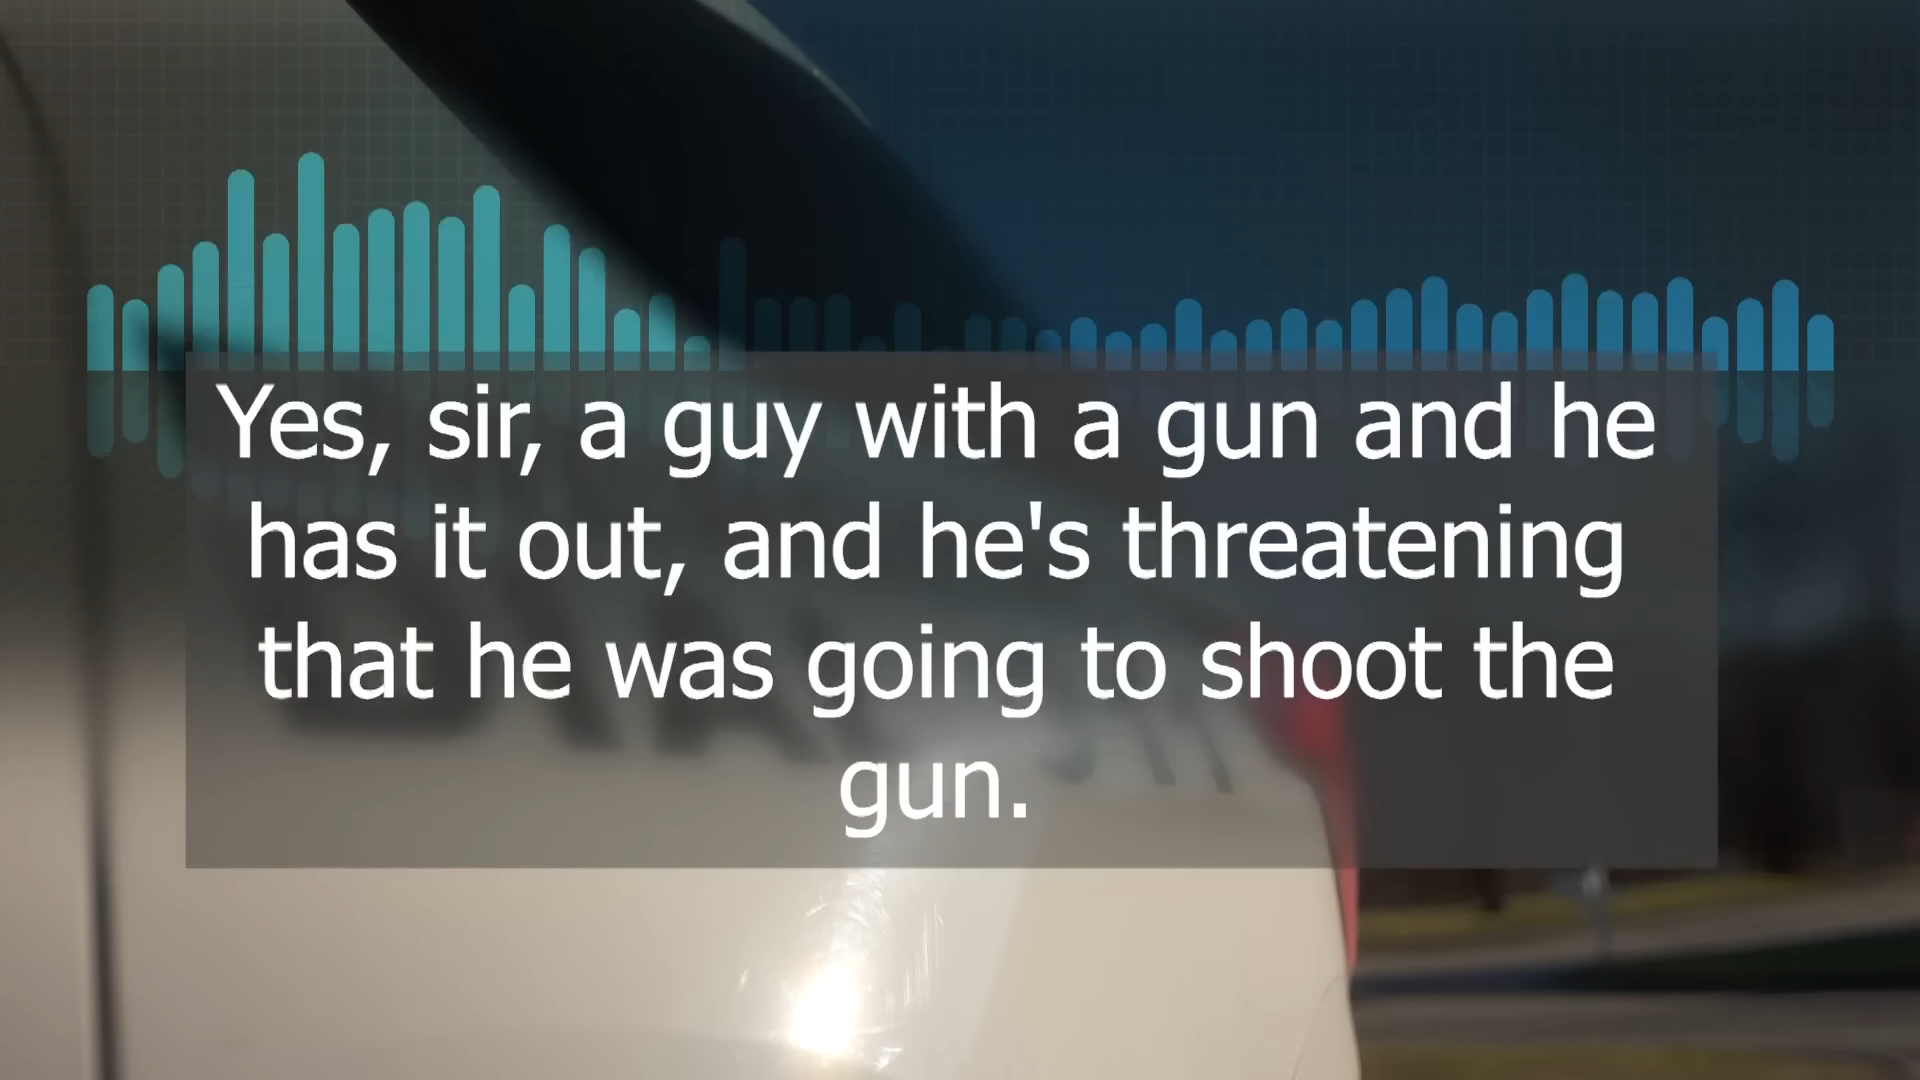 Yes, sir, a guy with a gun and he
has it out, and he's threatening
that he was going to shoot the
gun.